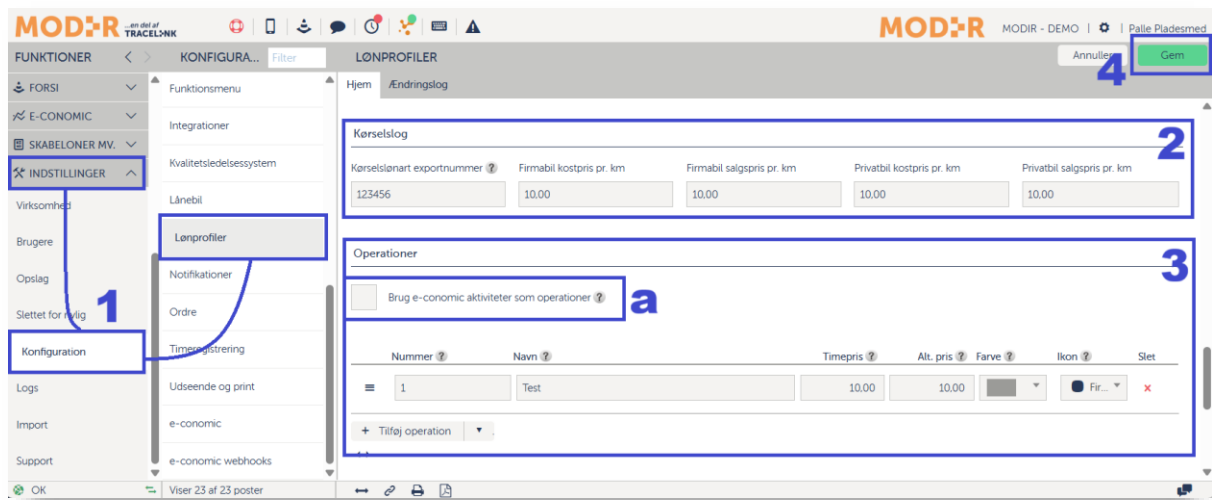 MODIR ...en del af TRACELINK
MODIR MODIR - DEMO | | Palle Pladesmed
FUNKTIONER < > KONFIGURA... Filter LØNPROFILER Annuller Gem
4
FORSI
E-CONOMIC
SKABELONER MV.
INDSTILLINGER
Virksomhed
Brugere
Opslag
Slettet for nylig
1
Konfiguration
Logs
Import
Support
OK
Funktionsmenu
Integrationer
Kvalitetsledelsessystem
Lånebil
Lønprofiler
Notifikationer
Ordre
Timeregistrering
Udseende og print
e-conomic
e-conomic webhooks
Viser 23 af 23 poster
Hjem Ændringslog
Kørselslog
2
Kørselslønart exportnummer ? Firmabil kostpris pr. km Firmabil salgspris pr. km Privatbil kostpris pr. km Privatbil salgspris pr. km
123456 10,00 10,00 10,00 10,00
Operationer
3
Brug e-conomic aktiviteter som operationer ? a
Nummer ? Navn ? Timepris ? Alt. pris ? Farve ? Ikon ? Slet
1 Test 10,00 10,00 Fir... x
+ Tilføj operation